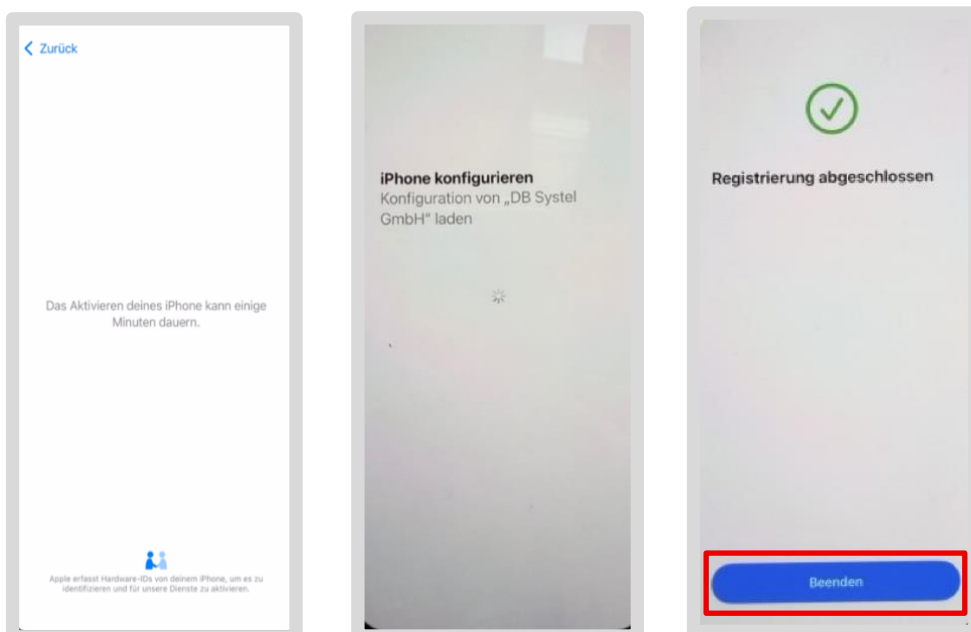 Zurück
Das Aktivieren deines iPhone kann einige
Minuten dauern.
Apple erfasst Hardware-IDs von deinem iPhone, um es zu
identifizieren und für unsere Dienste zu aktivieren.
iPhone konfigurieren
Konfiguration von „DB Systel
GmbH“ laden
Registrierung abgeschlossen
Beenden